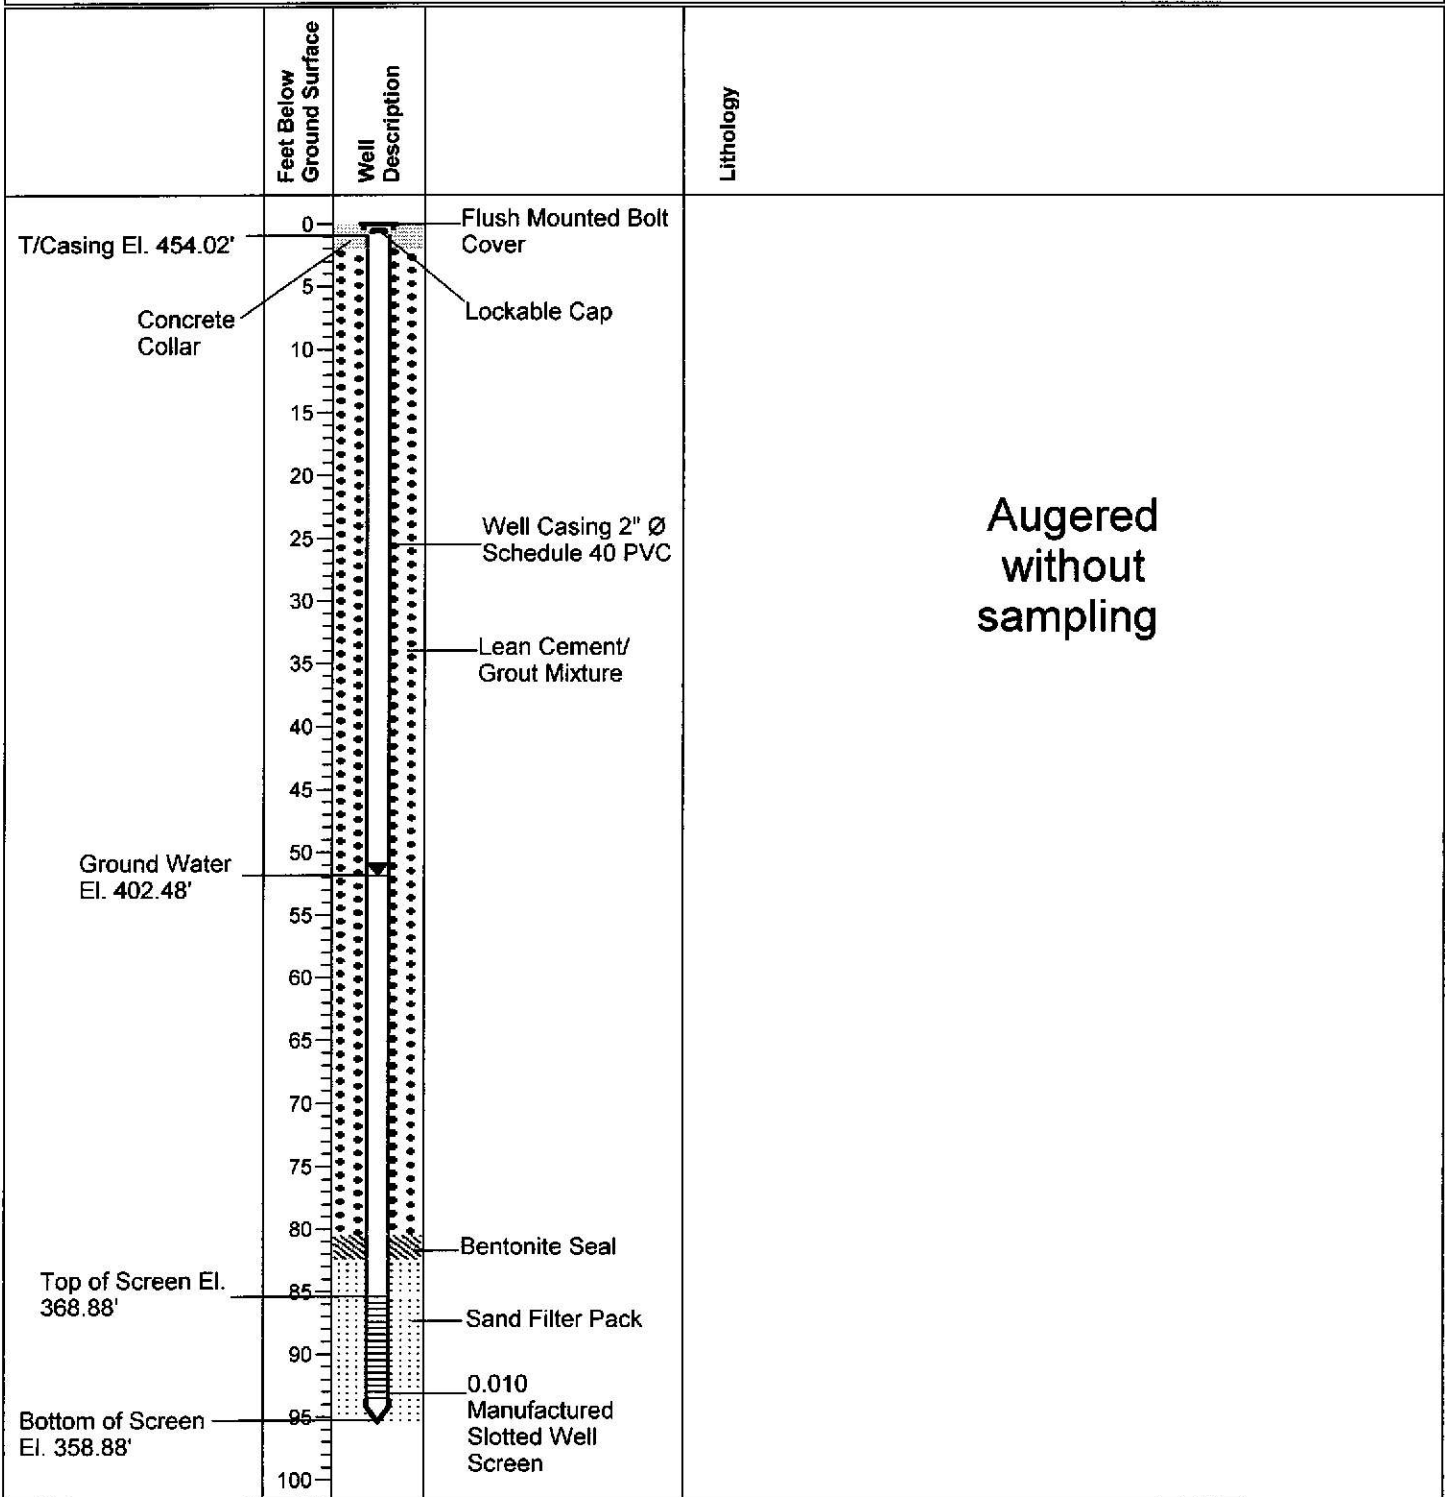 Feet Below
Ground Surface
Well
Description
Lithology
0
Flush Mounted Bolt
Cover
T/Casing El. 454.02'
5
Lockable Cap
Concrete
Collar
10
15
20
Well Casing 2" Ø
Schedule 40 PVC
25
Augered
without
sampling
30
Lean Cement/
Grout Mixture
35
40
45
50
Ground Water
El. 402.48'
55
60
65
70
75
80
Bentonite Seal
Top of Screen El.
368.88'
85
Sand Filter Pack
90
0.010
Manufactured
Slotted Well
Screen
95
Bottom of Screen
El. 358.88'
100